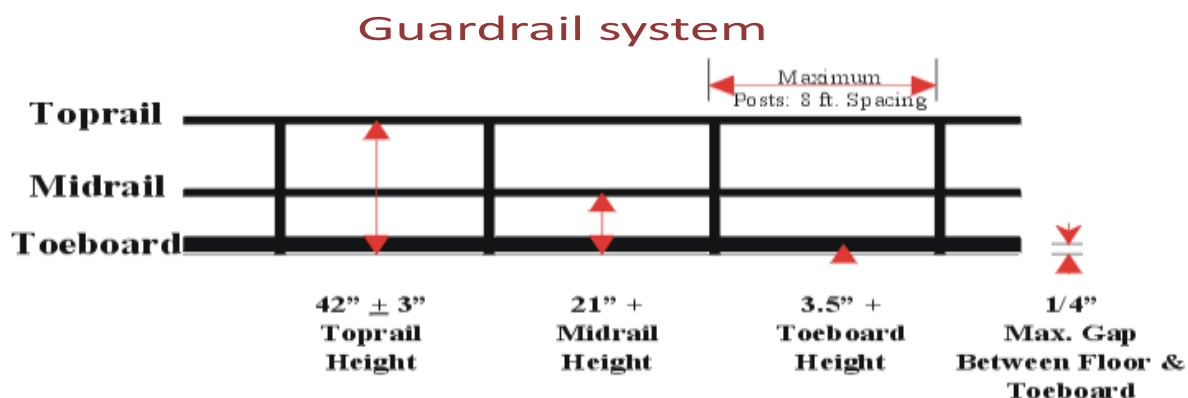 Guardrail system
Maximum
Posts: 8 ft. Spacing
Toprail
Midrail
Toeboard
42” ± 3”
Toprail
Height
21” +
Midrail
Height
3.5” +
Toeboard
Height
1/4”
Max. Gap
Between Floor &
Toeboard